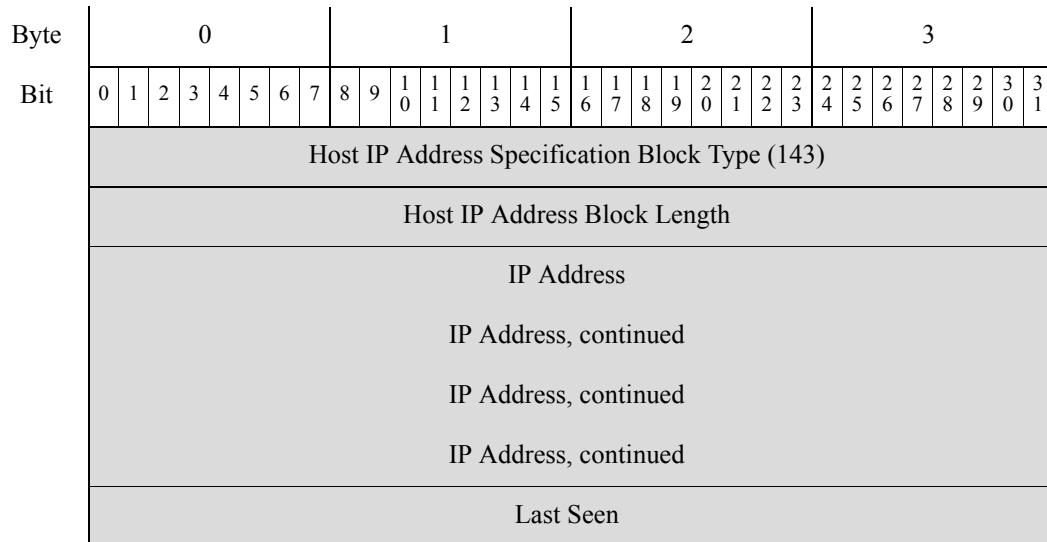 Byte 0 1 2 3
Bit 0 1 2 3 4 5 6 7 8 9 10 11 12 13 14 15 16 17 18 19 20 21 22 23 24 25 26 27 28 29 30 31
Host IP Address Specification Block Type (143)
Host IP Address Block Length
IP Address
IP Address, continued
IP Address, continued
IP Address, continued
Last Seen